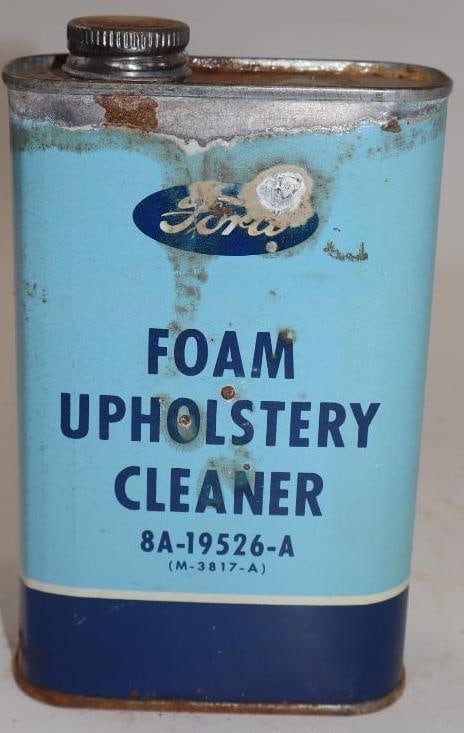 Ford
FOAM
UPHOLSTERY
CLEANER
8A-19526-A
(M-3817-A)